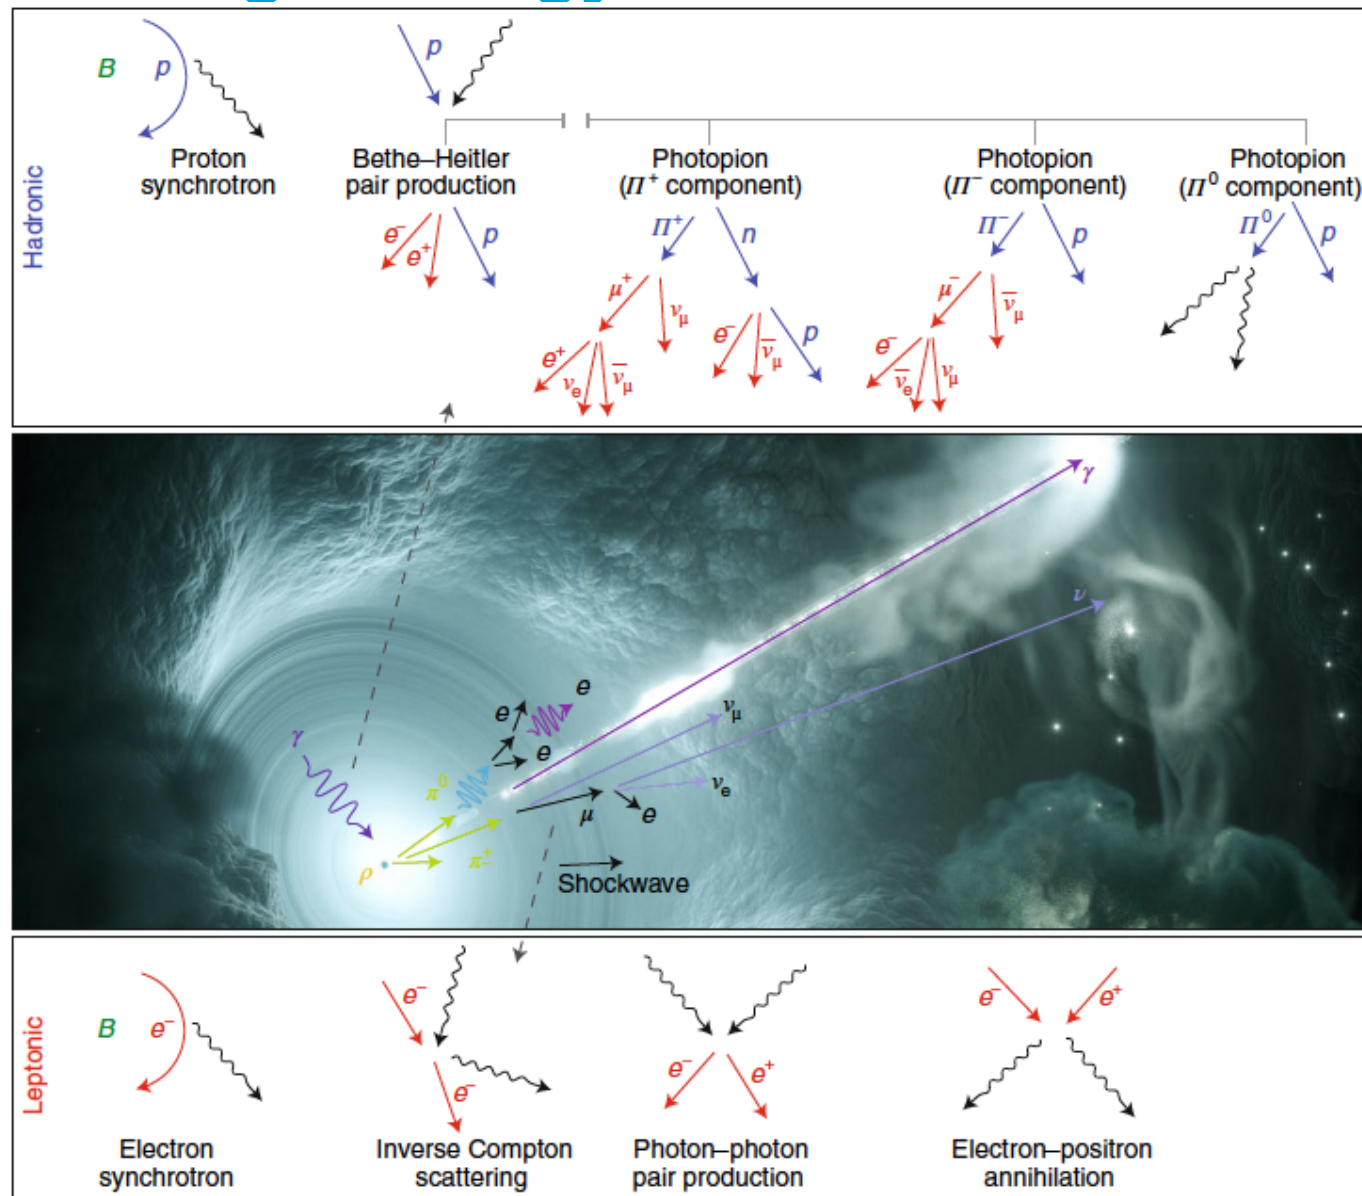 B
p
p
Hadronic
Proton
synchrotron
Bethe–Heitler
pair production
Photopion
(Π⁺ component)
Photopion
(Π⁻ component)
Photopion
(Π⁰ component)
e⁻
e⁺
p
Π⁺
n
Π⁻
p
Π⁰
p
μ⁺
ν_μ
e⁻
ν̅_μ
p
μ⁻
ν̅_μ
e⁺
ν_e
ν̅_μ
e⁻
ν̅_e
ν_μ
γ
ν
e
e
e
γ
ν_μ
π⁰
ν_e
μ
e
ρ
π±
Shockwave
Leptonic
B
e⁻
e⁻
e⁻
e⁻
e⁺
e⁻
e⁺
Electron
synchrotron
Inverse Compton
scattering
Photon–photon
pair production
Electron–positron
annihilation